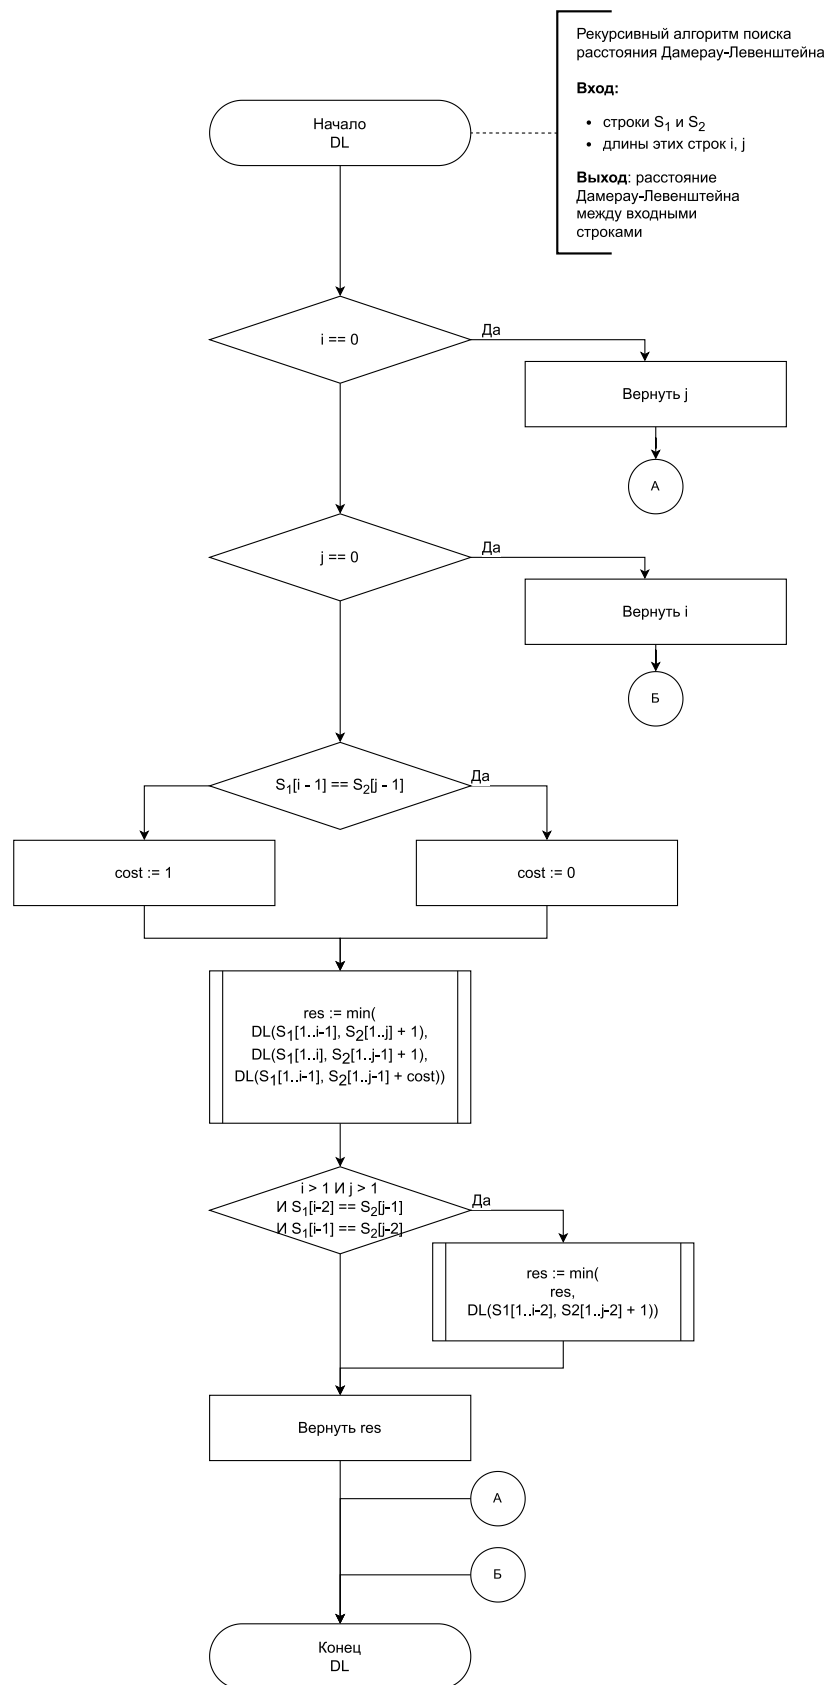 Рекурсивный алгоритм поиска
расстояния Дамерау-Левенштейна
Вход:
• строки S₁ и S₂
• длины этих строк i, j
Выход: расстояние
Дамерау-Левенштейна
между входными
строками
Начало
DL
i == 0
Да
Вернуть j
А
j == 0
Да
Вернуть i
Б
S₁[i - 1] == S₂[j - 1]
Да
cost := 1
cost := 0
res := min(
DL(S₁[1..i-1], S₂[1..j] + 1),
DL(S₁[1..i], S₂[1..j-1] + 1),
DL(S₁[1..i-1], S₂[1..j-1] + cost))
i > 1 И j > 1
И S₁[i-2] == S₂[j-1]
И S₁[i-1] == S₂[j-2]
Да
res := min(
res,
DL(S1[1..i-2], S2[1..j-2] + 1))
Вернуть res
А
Б
Конец
DL